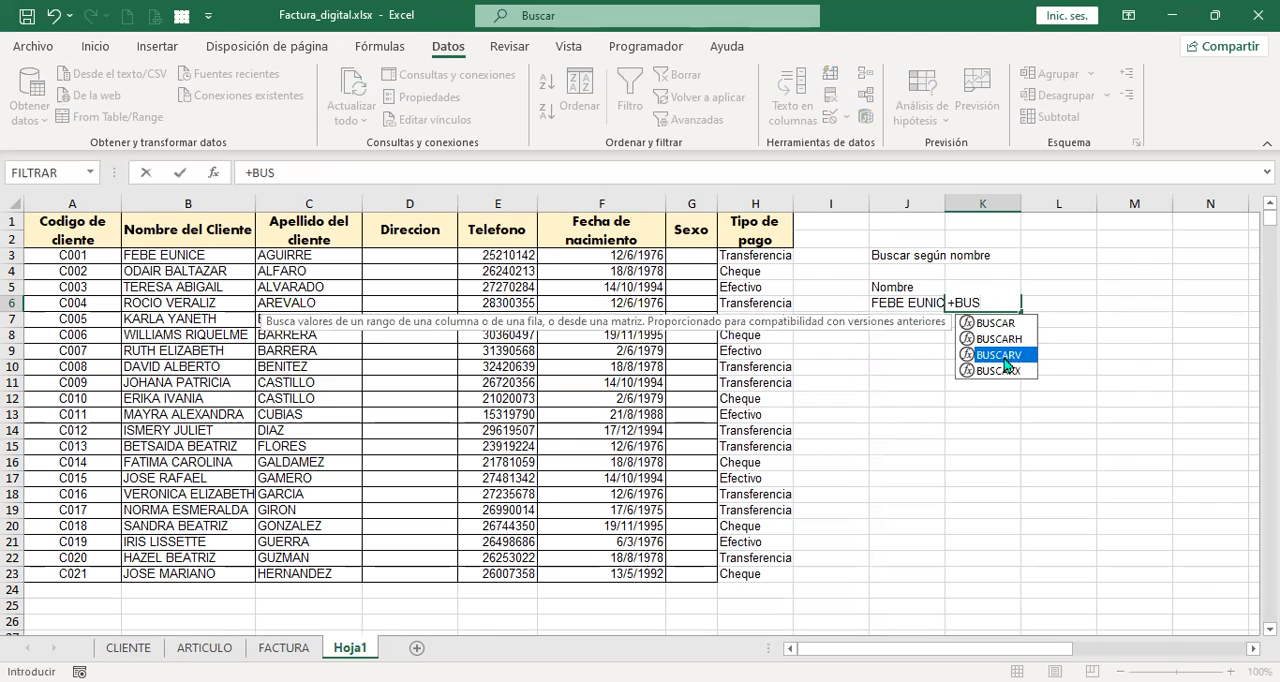 Factura_digital.xlsx - Excel
Buscar
Inic. ses.
Archivo Inicio Insertar Disposición de página Fórmulas Datos Revisar Vista Programador Ayuda
Compartir
Obtener datos
Desde el texto/CSV
De la web
From Table/Range
Fuentes recientes
Conexiones existentes
Obtener y transformar datos
Actualizar todo
Consultas y conexiones
Propiedades
Editar vínculos
Consultas y conexiones
Ordenar
Filtro
Borrar
Volver a aplicar
Avanzadas
Ordenar y filtrar
Texto en columnas
Herramientas de datos
Análisis de hipótesis
Previsión
Previsión
Agrupar
Desagrupar
Subtotal
Esquema
FILTRAR
+BUS
A B C D E F G H I J K L M N
1 Codigo de cliente Nombre del Cliente Apellido del cliente Direccion Telefono Fecha de nacimiento Sexo Tipo de pago
2
3 C001 FEBE EUNICE AGUIRRE 25210142 12/6/1976 Transferencia Buscar según nombre
4 C002 ODAIR BALTAZAR ALFARO 26240213 18/8/1978 Cheque
5 C003 TERESA ABIGAIL ALVARADO 27270284 14/10/1994 Efectivo Nombre
6 C004 ROCIO VERALIZ AREVALO 28300355 12/6/1976 Transferencia FEBE EUNIC +BUS
7 C005 KARLA YANETH
Busca valores de un rango de una columna o de una fila, o desde una matriz. Proporcionado para compatibilidad con versiones anteriores
BUSCAR
BUSCARH
BUSCARV
BUSCARX
8 C006 WILLIAMS RIQUELME BARRERA 30360497 19/11/1995 Cheque
9 C007 RUTH ELIZABETH BARRERA 31390568 2/6/1979 Efectivo
10 C008 DAVID ALBERTO BENITEZ 32420639 18/8/1978 Transferencia
11 C009 JOHANA PATRICIA CASTILLO 26720356 14/10/1994 Transferencia
12 C010 ERIKA IVANIA CASTILLO 21020069 2/6/1979 Cheque
13 C011 MAYRA ALEXANDRA CUBIAS 15319790 21/8/1988 Efectivo
14 C012 ISMERY JULIET DIAZ 29619507 17/12/1994 Transferencia
15 C013 BETSAIDA BEATRIZ FLORES 23919224 12/6/1976 Transferencia
16 C014 FATIMA CAROLINA GALDAMEZ 21781059 18/8/1978 Cheque
17 C015 JOSE RAFAEL GAMERO 27481342 14/10/1994 Efectivo
18 C016 VERONICA ELIZABETH GARCIA 27235678 12/6/1976 Transferencia
19 C017 NORMA ESMERALDA GIRON 26990014 17/6/1975 Transferencia
20 C018 SANDRA BEATRIZ GONZALEZ 26744350 19/11/1995 Cheque
21 C019 IRIS LISSETTE GUERRA 26498686 6/3/1976 Efectivo
22 C020 HAZEL BEATRIZ GUZMAN 26253022 18/8/1978 Transferencia
23 C021 JOSE MARIANO HERNANDEZ 26007358 13/5/1992 Cheque
24
25
26
CLIENTE ARTICULO FACTURA Hoja1
Introducir
100%